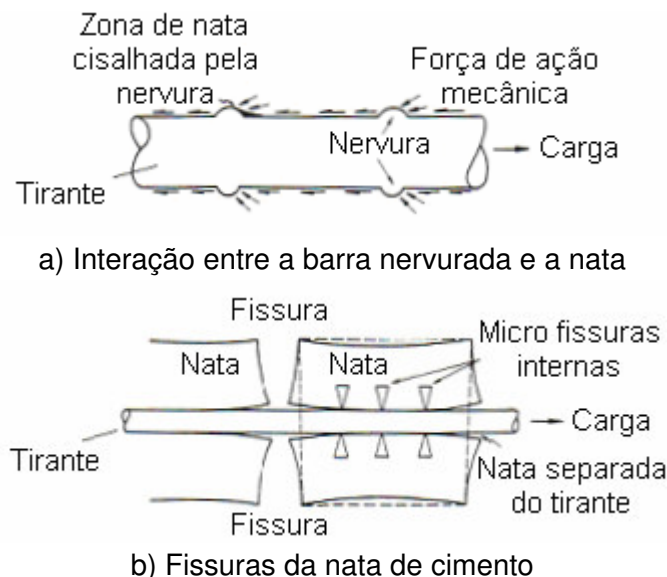 Zona de nata
cisalhada pela
nervura
Força de ação
mecânica
Nervura
Carga
Tirante
a) Interação entre a barra nervurada e a nata
Fissura
Nata
Nata
Micro fissuras
internas
Carga
Tirante
Nata separada
do tirante
Fissura
b) Fissuras da nata de cimento